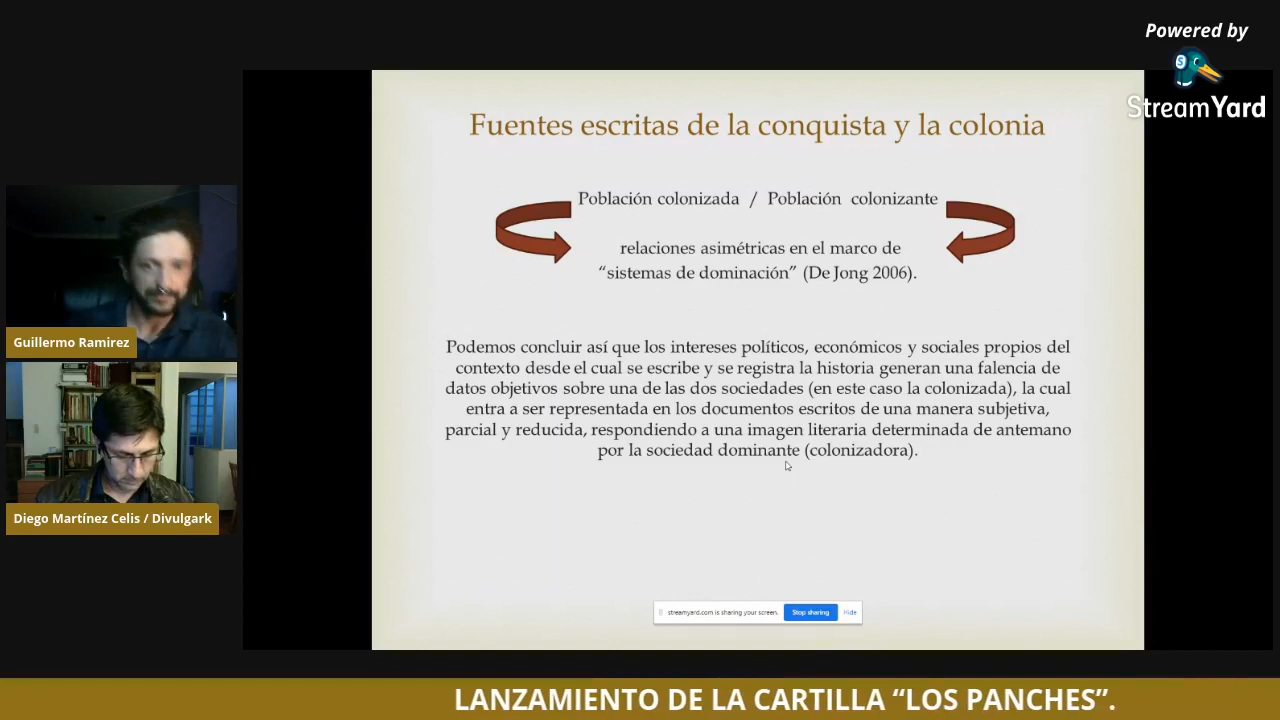 Powered by
StreamYard
Fuentes escritas de la conquista y la colonia
Población colonizada / Población colonizante
relaciones asimétricas en el marco de
“sistemas de dominación” (De Jong 2006).
Podemos concluir así que los intereses políticos, económicos y sociales propios del
contexto desde el cual se escribe y se registra la historia generan una falencia de
datos objetivos sobre una de las dos sociedades (en este caso la colonizada), la cual
entra a ser representada en los documentos escritos de una manera subjetiva,
parcial y reducida, respondiendo a una imagen literaria determinada de antemano
por la sociedad dominante (colonizadora).
streamyard.com is sharing your screen. Stop sharing Hide
Guillermo Ramirez
Diego Martínez Celis / Divulgark
LANZAMIENTO DE LA CARTILLA “LOS PANCHES”.